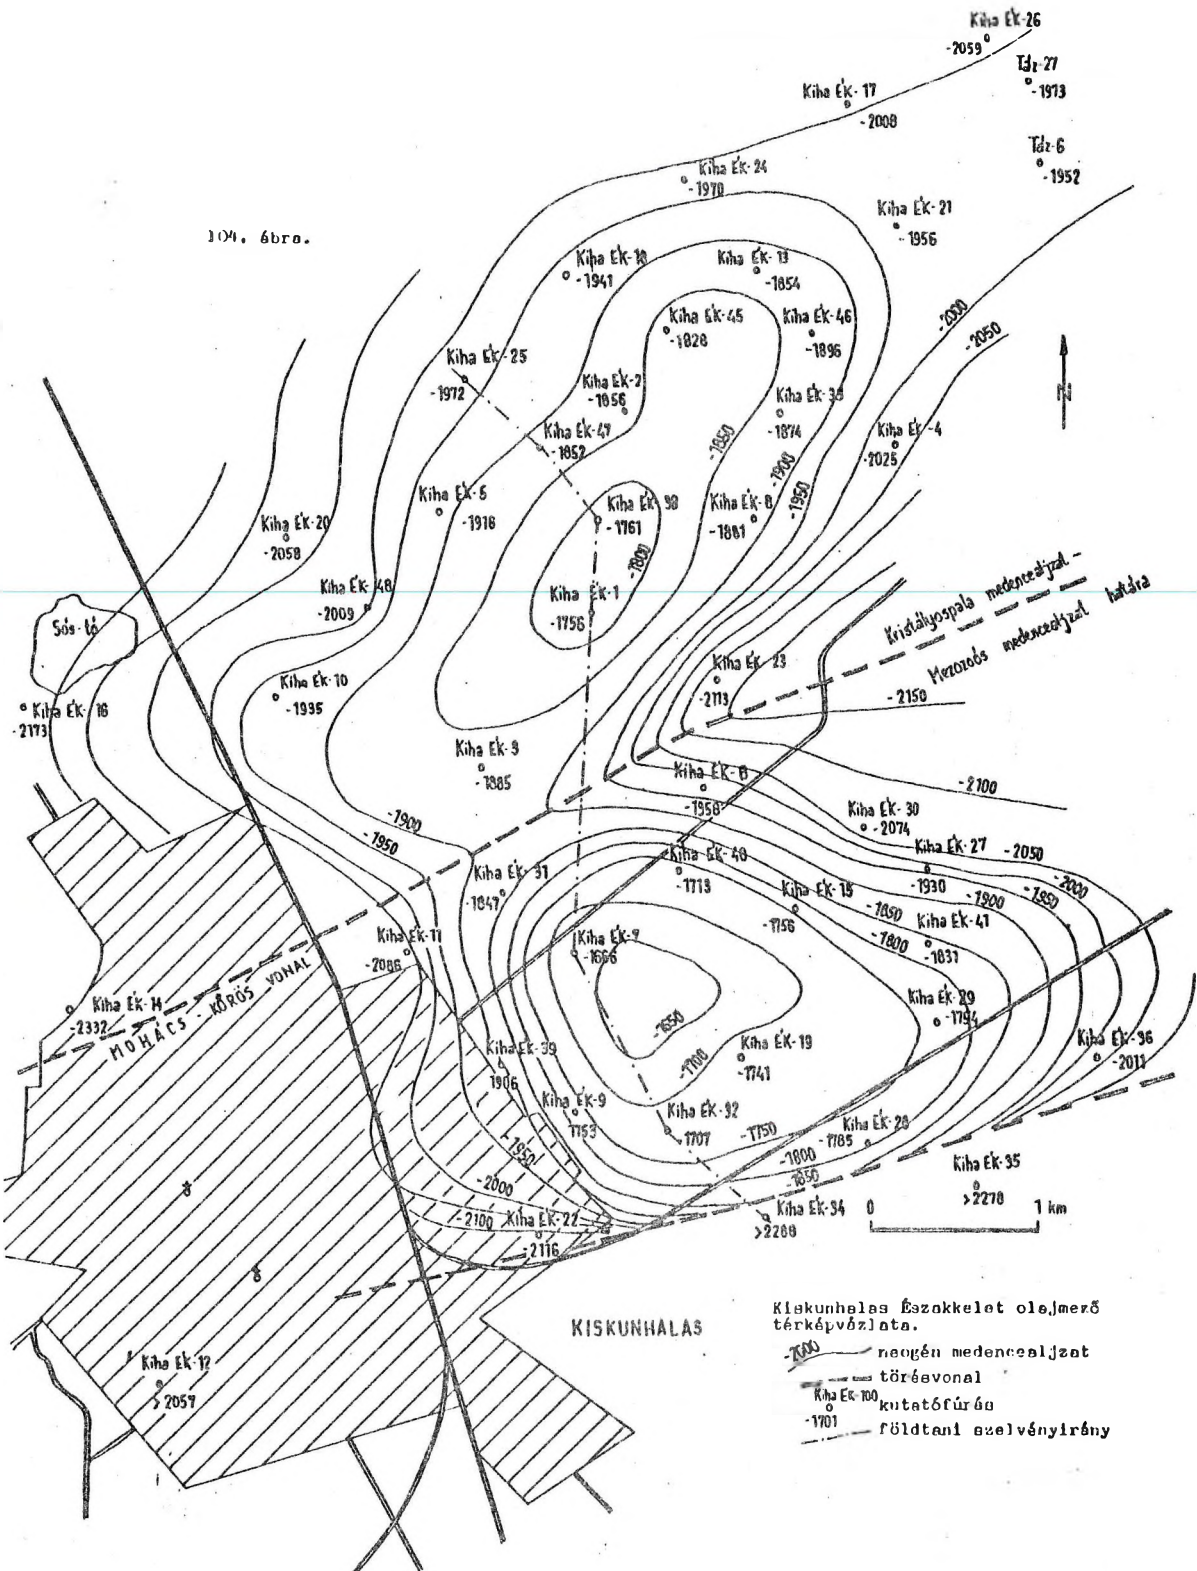 Kiha ÉK-26
-2059
Tdz-27
-1973
Kiha ÉK-17
-2008
Tdz-6
-1952
Kiha ÉK-24
-1970
Kiha ÉK-21
-1956
104. ábra.
Kiha ÉK-18
-1941
Kiha ÉK-13
-1854
Kiha ÉK-45
-1828
Kiha ÉK-46
-1896
-2000
-2050
Kiha ÉK-25
-1972
Kiha ÉK-2
-1856
Kiha ÉK-47
-1852
-1874
Kiha ÉK-4
-2025
-1850
-1900
-1950
Kiha ÉK-5
-1916
-1761
Kiha ÉK-8
-1881
Kiha ÉK-20
-2058
-1800
Kiha ÉK-1
-1756
Kiha ÉK-48
-2009
N
Kristályospala medencealjzat -
Mezozoós medencealjzat határa
Sós-tó
Kiha ÉK-16
-2173
Kiha ÉK-10
-1935
Kiha ÉK-23
-2113
-2150
Kiha ÉK-3
-1885
Kiha ÉK-6
-1958
-2100
-1900
-1950
Kiha ÉK-30
-2074
Kiha ÉK-27
-1930
-2050
-2000
-1950
-1900
-1850
-1800
Kiha ÉK-31
-1847
Kiha ÉK-40
-1713
Kiha ÉK-15
-1756
Kiha ÉK-41
-1831
Kiha ÉK-11
-2086
Kiha ÉK-7
-1666
Kiha ÉK-29
-1794
Kiha ÉK-14
-2332
MOHÁCS - KÖRÖS VONAL
-1650
-1700
Kiha ÉK-19
-1741
Kiha ÉK-36
-2011
Kiha ÉK-39
1906
Kiha ÉK-9
1753
Kiha ÉK-32
-1707
-1750
Kiha ÉK-28
-1785
-1800
-1850
-1950
-2000
-2100
Kiha ÉK-22
-2116
Kiha ÉK-35
>2278
Kiha ÉK-34
>2288
0 1 km
KISKUNHALAS
Kiha ÉK-12
>2057
Kiskunhalas Északkelet olajmező
térképvázlata.
-2000 neogén medencealjzat
törésvonal
Kiha ÉK-100
-1701 kutatófúrás
földtani szelvényirány